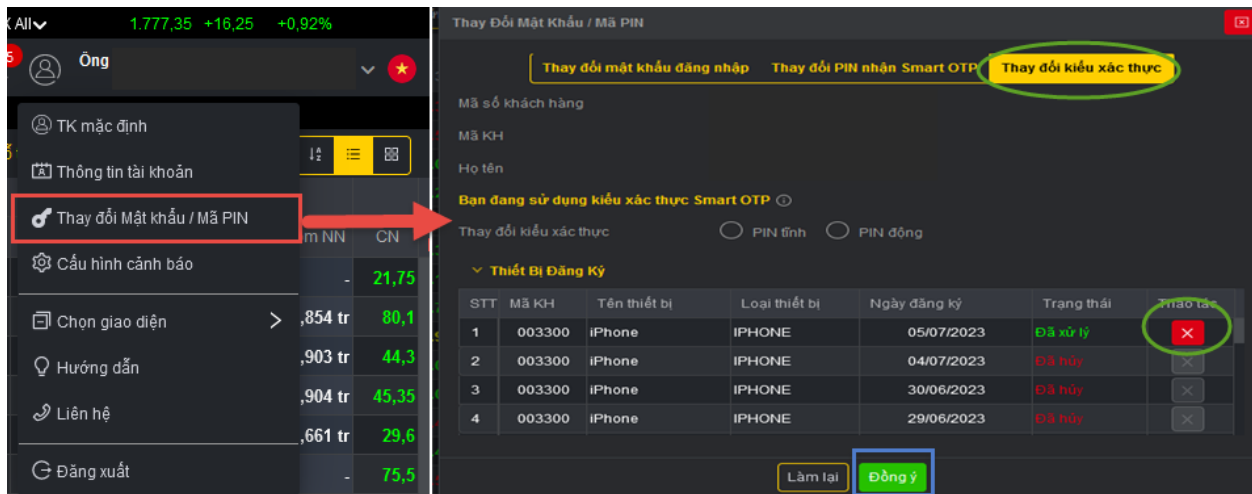 X All 1.777,35 +16,25 +0,92%
5 Ông
TK mặc định
Thông tin tài khoản
Thay đổi Mật khẩu / Mã PIN
Cấu hình cảnh báo
Chọn giao diện
Hướng dẫn
Liên hệ
Đăng xuất
m NN CN
- 21,75
,854 tr 80,1
,903 tr 44,3
,904 tr 45,35
,661 tr 29,6
- 75,5
Thay Đổi Mật Khẩu / Mã PIN
Thay đổi mật khẩu đăng nhập Thay đổi PIN nhận Smart OTP Thay đổi kiểu xác thực
Mã số khách hàng
Mã KH
Họ tên
Bạn đang sử dụng kiểu xác thực Smart OTP
Thay đổi kiểu xác thực PIN tĩnh PIN động
Thiết Bị Đăng Ký
STT Mã KH Tên thiết bị Loại thiết bị Ngày đăng ký Trạng thái Thao tác
1 003300 iPhone IPHONE 05/07/2023 Đã xử lý
2 003300 iPhone IPHONE 04/07/2023 Đã hủy
3 003300 iPhone IPHONE 30/06/2023 Đã hủy
4 003300 iPhone IPHONE 29/06/2023 Đã hủy
Làm lại Đồng ý